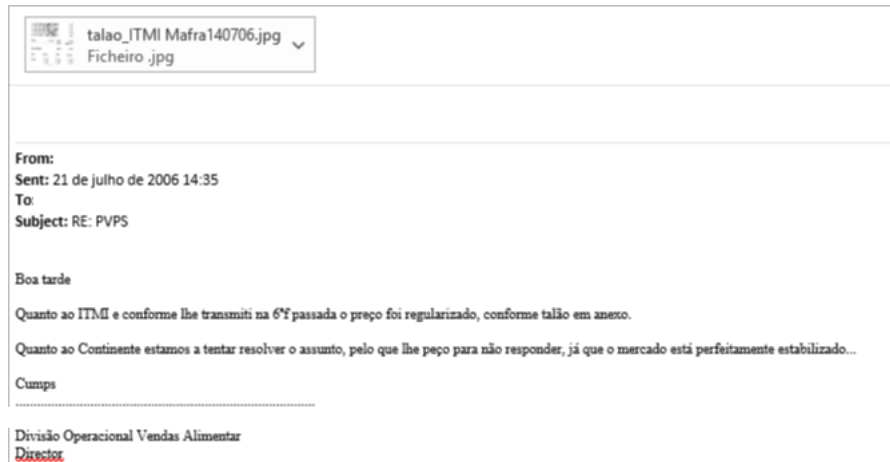 talao_ITMI Mafra140706.jpg
Ficheiro .jpg
From:
Sent: 21 de julho de 2006 14:35
To:
Subject: RE: PVPS
Boa tarde
Quanto ao ITMI e conforme lhe transmiti na 6ªf passada o preço foi regularizado, conforme talão em anexo.
Quanto ao Continente estamos a tentar resolver o assunto, pelo que lhe peço para não responder, já que o mercado está perfeitamente estabilizado...
Cumps
Divisão Operacional Vendas Alimentar
Director